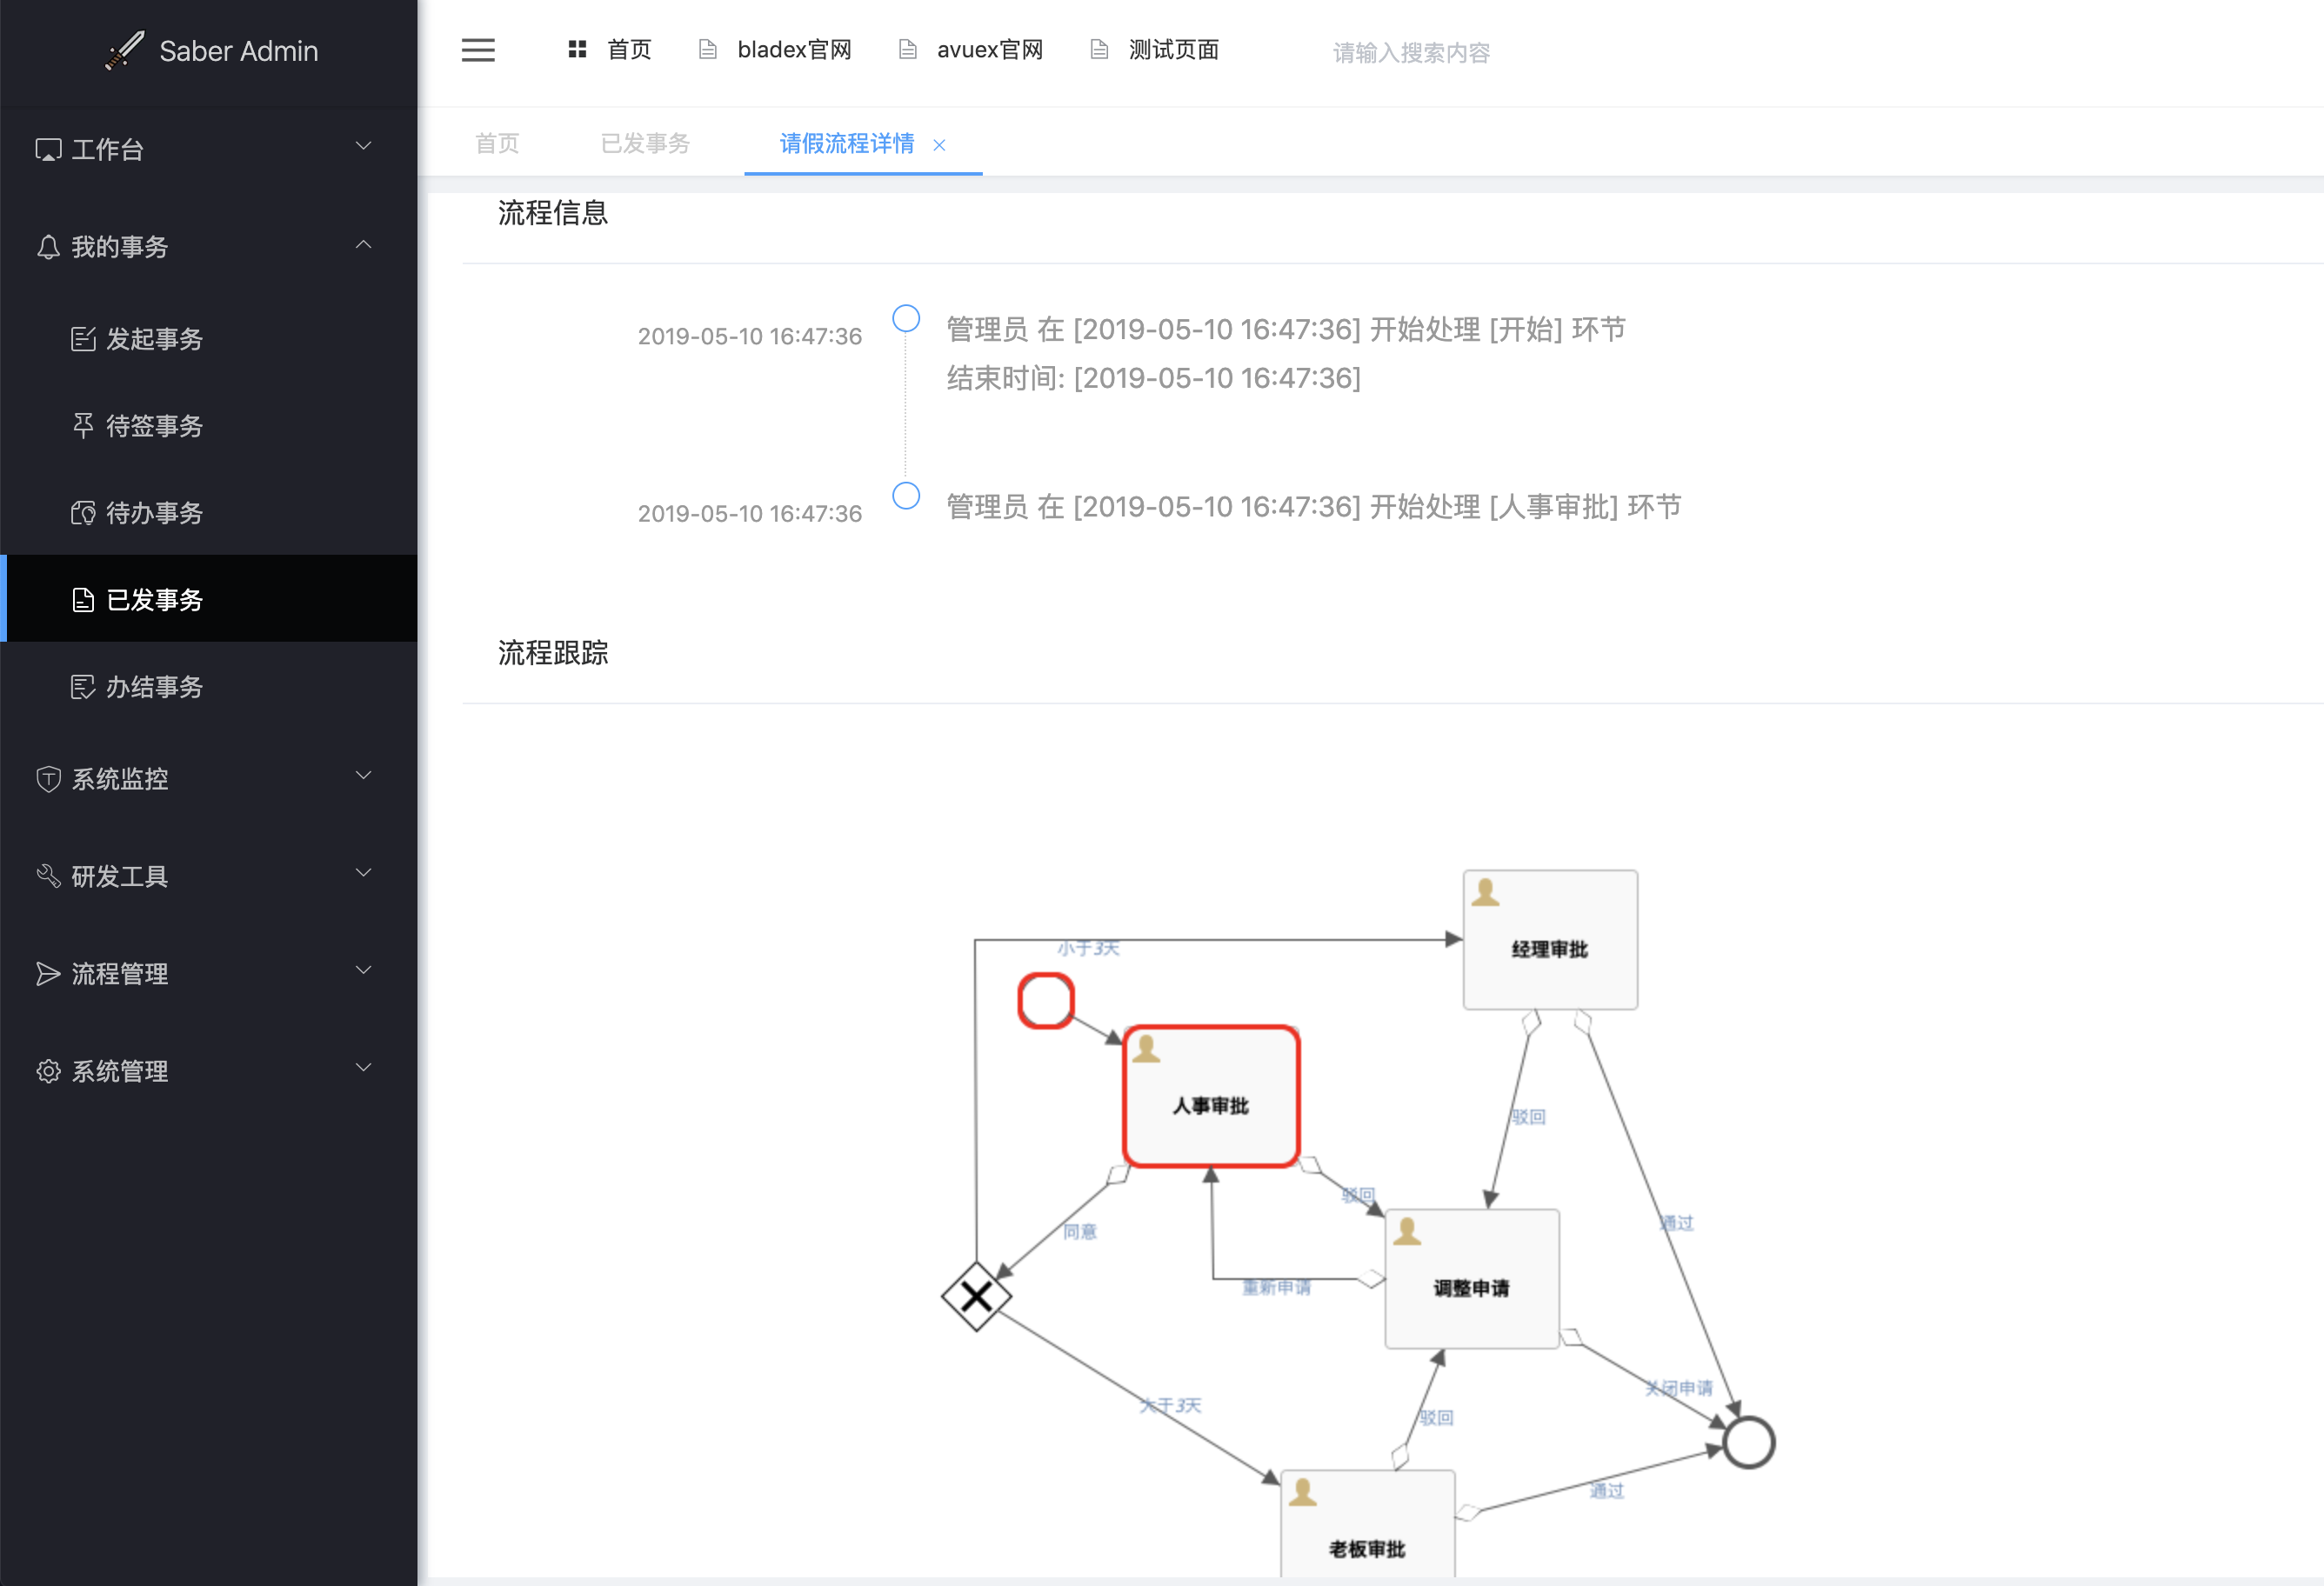 Saber Admin
首页 bladex官网 avuex官网 测试页面 请输入搜索内容
首页 已发事务 请假流程详情
工作台
我的事务
发起事务
待签事务
待办事务
已发事务
办结事务
系统监控
研发工具
流程管理
系统管理
流程信息
2019-05-10 16:47:36 管理员 在 [2019-05-10 16:47:36] 开始处理 [开始] 环节
结束时间: [2019-05-10 16:47:36]
2019-05-10 16:47:36 管理员 在 [2019-05-10 16:47:36] 开始处理 [人事审批] 环节
流程跟踪
小于3天
经理审批
人事审批
驳回
驳回
同意
通过
重新申请
调整申请
关闭申请
大于3天
驳回
通过
老板审批